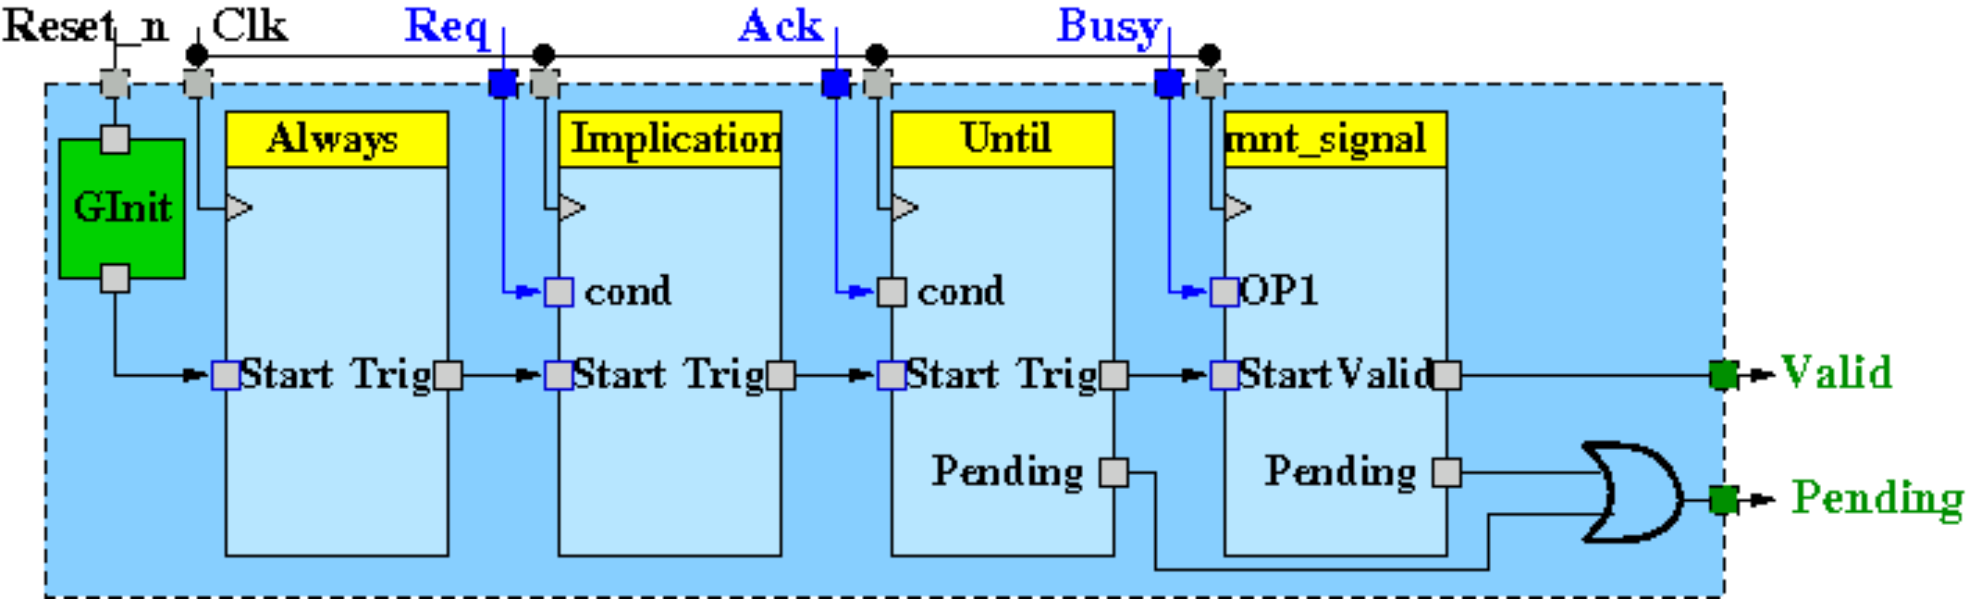 Reset_n Clk Req Ack Busy
Always Implication Until mnt_signal
GInit
cond cond OP1
Start Trig Start Trig Start Trig Start Valid Valid
Pending Pending Pending